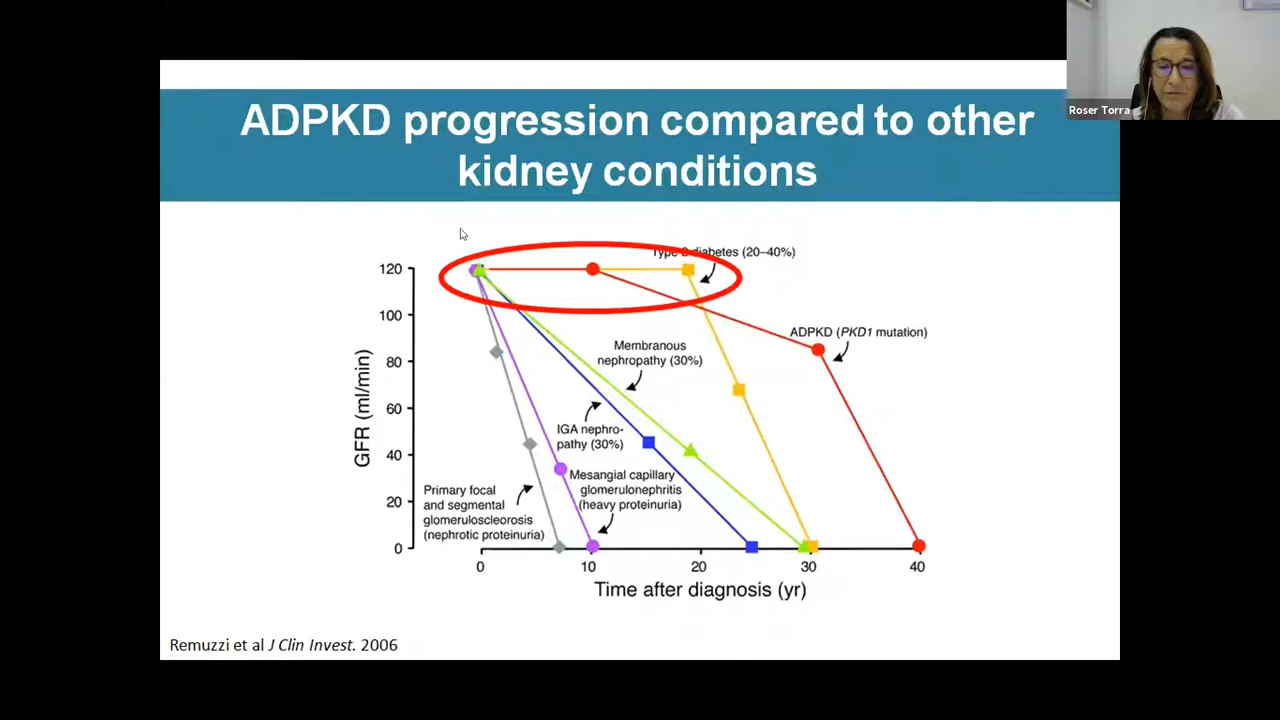 Roser Torra
ADPKD progression compared to other
kidney conditions
Type 2 diabetes (20–40%)
120
100
80
60
40
20
0
GFR (ml/min)
ADPKD (PKD1 mutation)
Membranous
nephropathy (30%)
IGA nephro-
pathy (30%)
Mesangial capillary
glomerulonephritis
(heavy proteinuria)
Primary focal
and segmental
glomeruloscleorosis
(nephrotic proteinuria)
0
10
20
30
40
Time after diagnosis (yr)
Remuzzi et al J Clin Invest. 2006